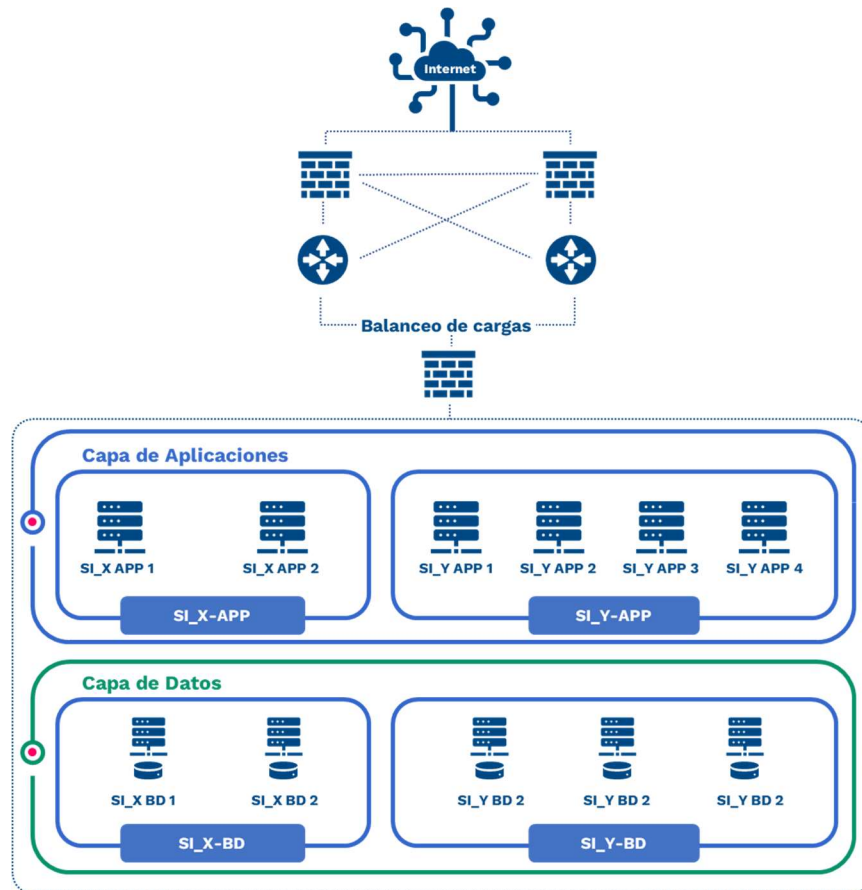 Internet
Balanceo de cargas
Capa de Aplicaciones
SI_X APP 1
SI_X APP 2
SI_Y APP 1
SI_Y APP 2
SI_Y APP 3
SI_Y APP 4
SI_X-APP
SI_Y-APP
Capa de Datos
SI_X BD 1
SI_X BD 2
SI_Y BD 2
SI_Y BD 2
SI_Y BD 2
SI_X-BD
SI_Y-BD